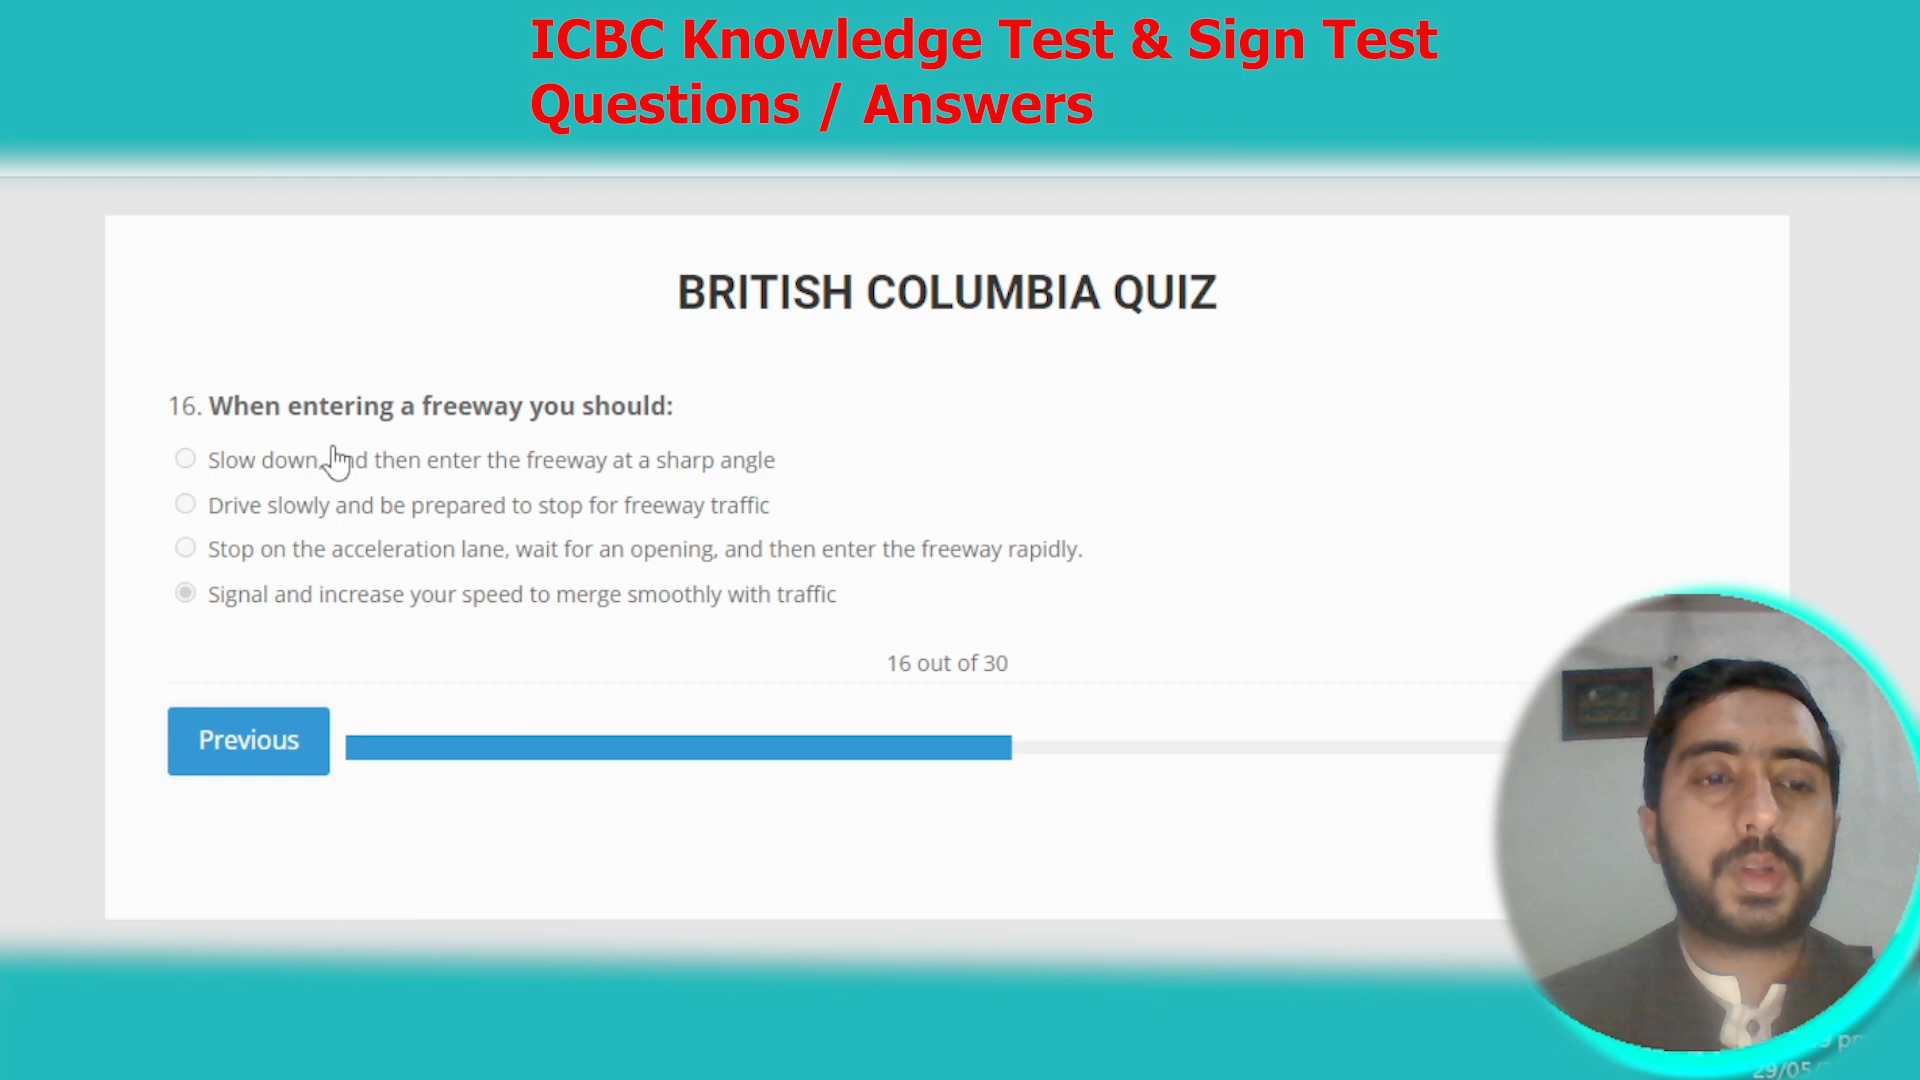 ICBC Knowledge Test & Sign Test
Questions / Answers
BRITISH COLUMBIA QUIZ
16. When entering a freeway you should:
Slow down, and then enter the freeway at a sharp angle
Drive slowly and be prepared to stop for freeway traffic
Stop on the acceleration lane, wait for an opening, and then enter the freeway rapidly.
Signal and increase your speed to merge smoothly with traffic
16 out of 30
Previous
29/05